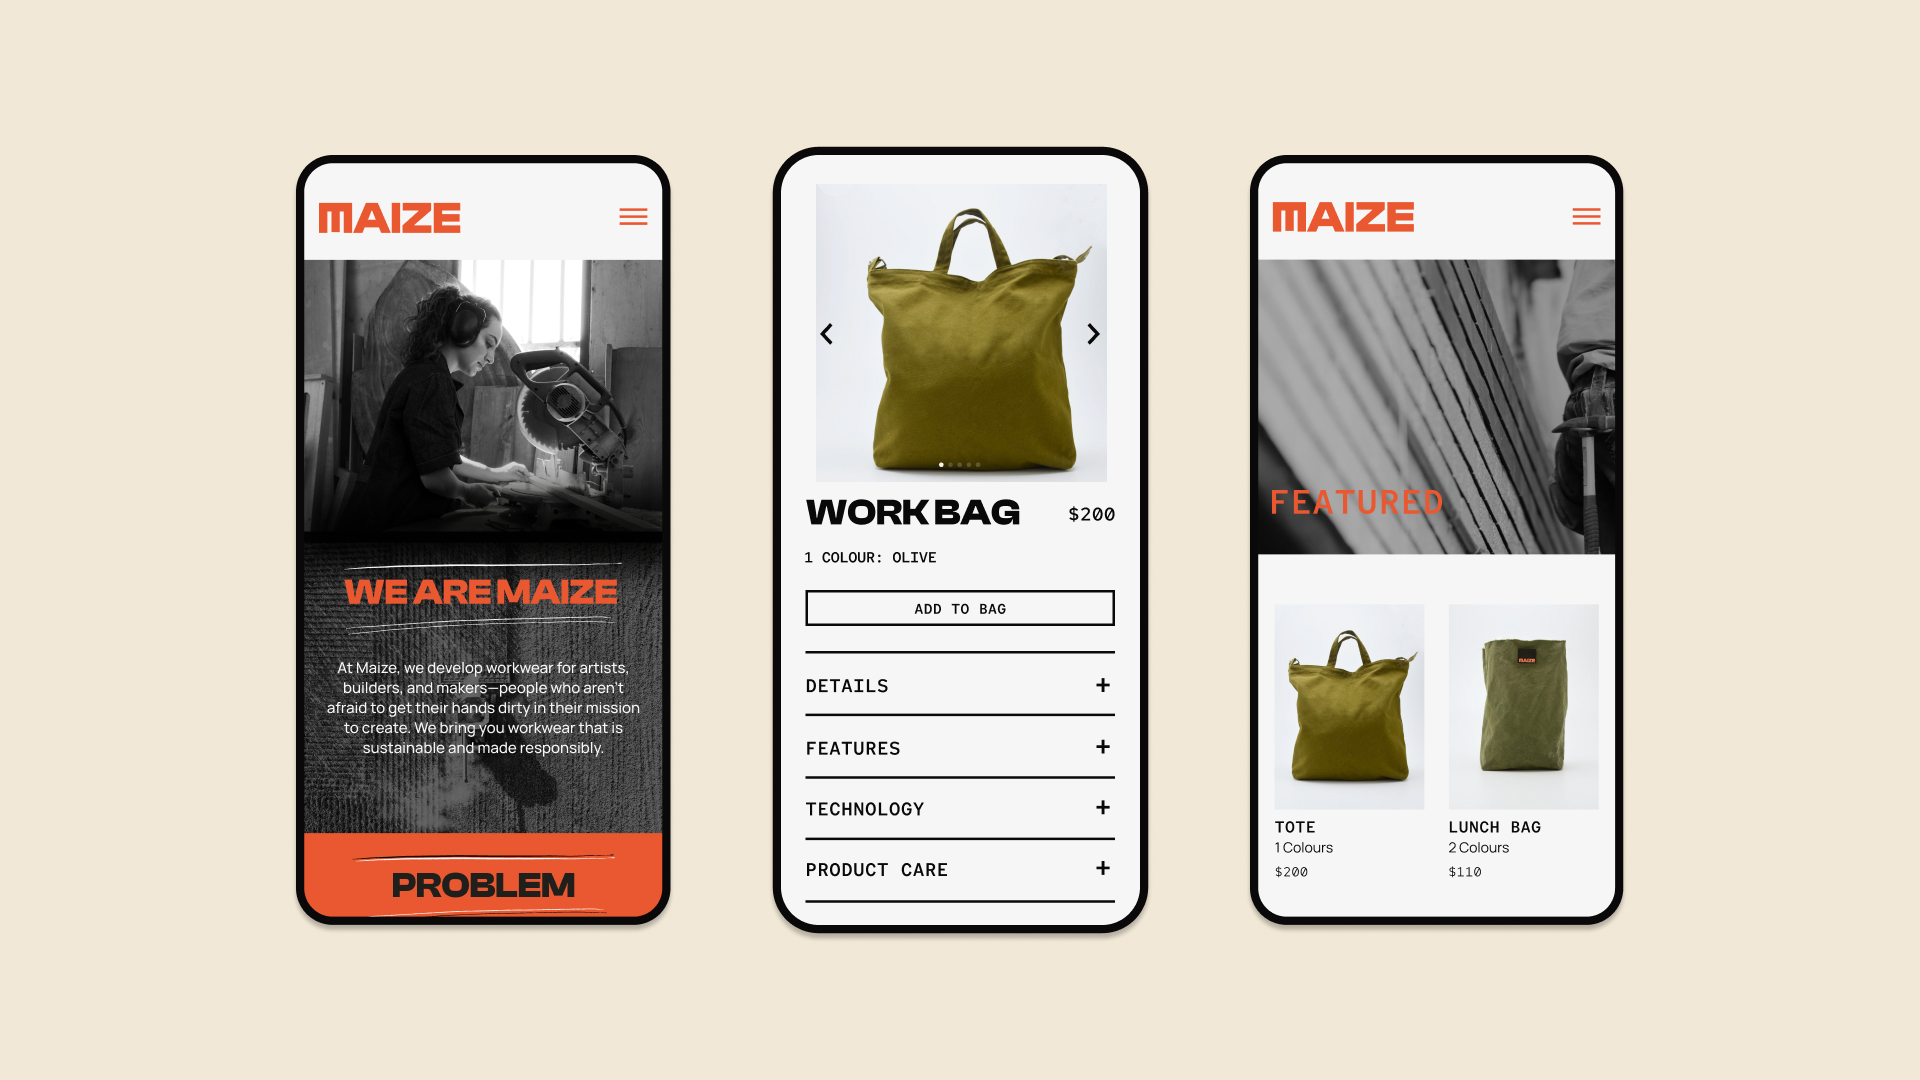 MAIZE
WE ARE MAIZE
At Maize, we develop workwear for artists,
builders, and makers—people who aren't
afraid to get their hands dirty in their mission
to create. We bring you workwear that is
sustainable and made responsibly.
PROBLEM
WORK BAG
$200
1 COLOUR: OLIVE
ADD TO BAG
DETAILS +
FEATURES +
TECHNOLOGY +
PRODUCT CARE +
MAIZE
FEATURED
MAIZE
TOTE
1 Colours
$200
LUNCH BAG
2 Colours
$110